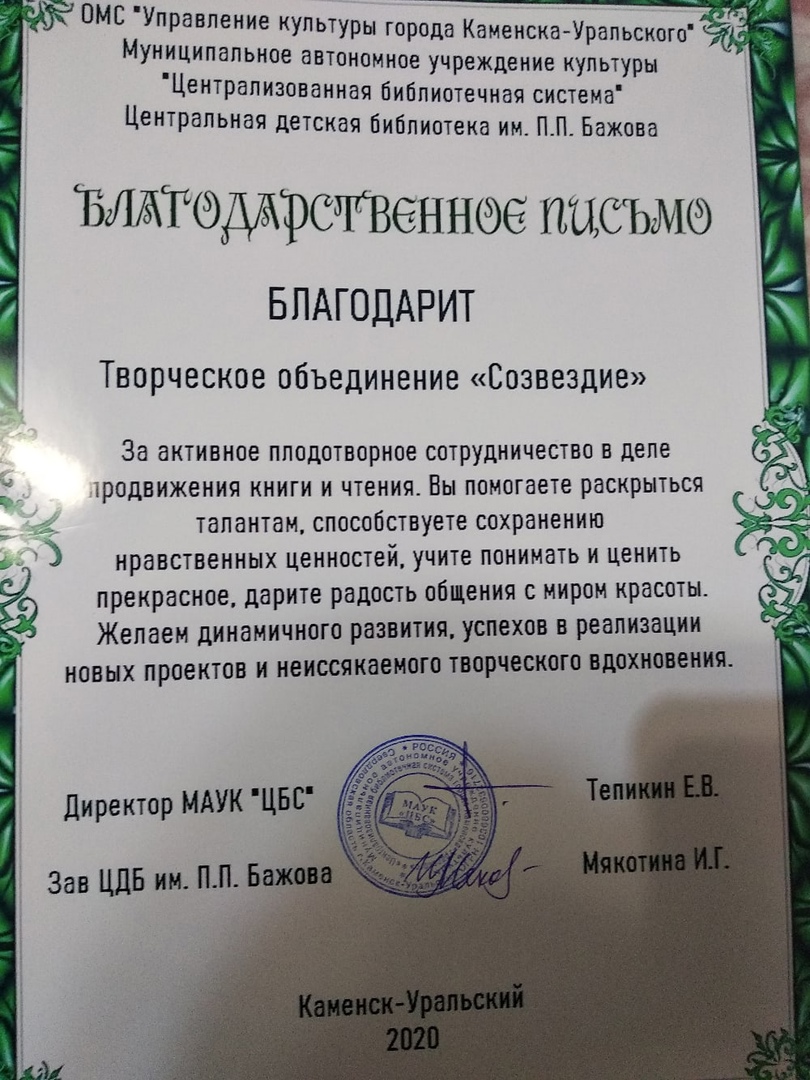 ОМС "Управление культуры города Каменска-Уральского"
Муниципальное автономное учреждение культуры
"Централизованная библиотечная система"
Центральная детская библиотека им. П.П. Бажова
БЛАГОДАРСТВЕННОЕ ПИСЬМО
БЛАГОДАРИТ
Творческое объединение «Созвездие»
За активное плодотворное сотрудничество в деле
продвижения книги и чтения. Вы помогаете раскрыться
талантам, способствуете сохранению
нравственных ценностей, учите понимать и ценить
прекрасное, дарите радость общения с миром красоты.
Желаем динамичного развития, успехов в реализации
новых проектов и неиссякаемого творческого вдохновения.
Директор МАУК "ЦБС"
МАУК
«ЦБС»
РОССИЯ
Тепикин Е.В.
Зав ЦДБ им. П.П. Бажова
Мякотина И.Г.
Каменск-Уральский
2020